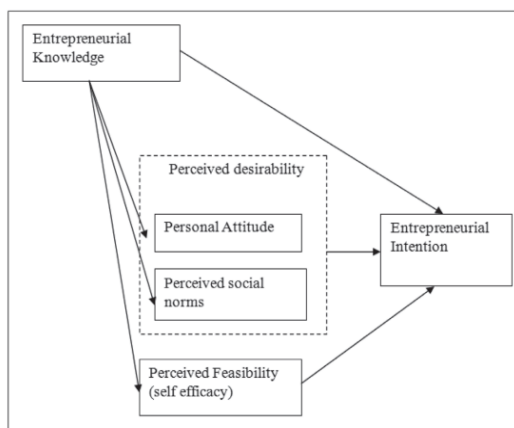 Entrepreneurial
Knowledge
Perceived desirability
Personal Attitude
Perceived social
norms
Entrepreneurial
Intention
Perceived Feasibility
(self efficacy)